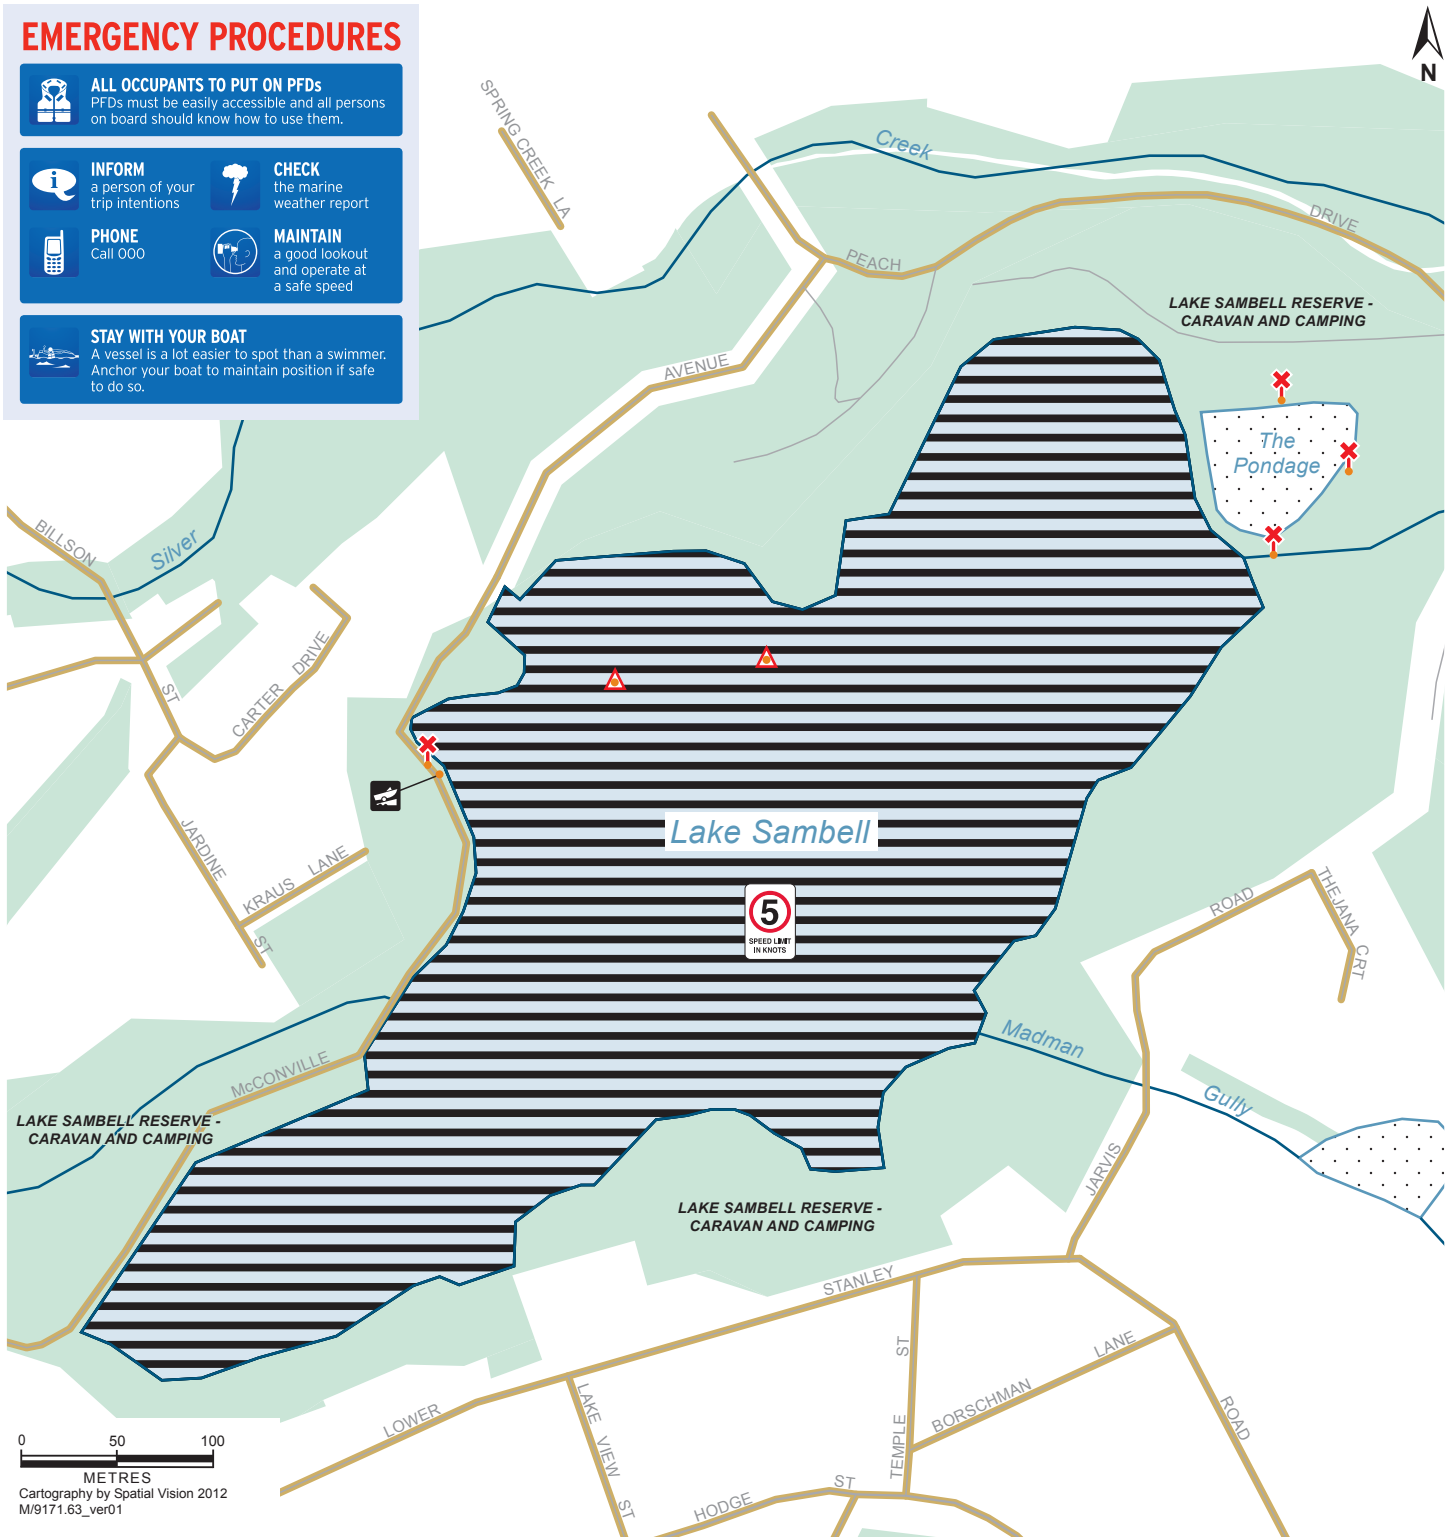 EMERGENCY PROCEDURES
ALL OCCUPANTS TO PUT ON PFDs
PFDs must be easily accessible and all persons
on board should know how to use them.
INFORM
a person of your
trip intentions
CHECK
the marine
weather report
PHONE
Call 000
MAINTAIN
a good lookout
and operate at
a safe speed
STAY WITH YOUR BOAT
A vessel is a lot easier to spot than a swimmer.
Anchor your boat to maintain position if safe
to do so.
N
SPRING CREEK LA
Creek
PEACH
DRIVE
LAKE SAMBELL RESERVE -
CARAVAN AND CAMPING
AVENUE
The
Pondage
BILLSON
ST
Silver
CARTER DRIVE
JARDINE
ST
KRAUS LANE
Lake Sambell
5
SPEED LIMIT
IN KNOTS
ROAD
THEJANA CRT
Madman
Gully
McCONVILLE
LAKE SAMBELL RESERVE -
CARAVAN AND CAMPING
JARVIS
LAKE SAMBELL RESERVE -
CARAVAN AND CAMPING
STANLEY
LOWER
LAKE VIEW ST
TEMPLE ST
BORSCHMAN LANE
ROAD
HODGE ST
0 50 100
METRES
Cartography by Spatial Vision 2012
M/9171.63_ver01